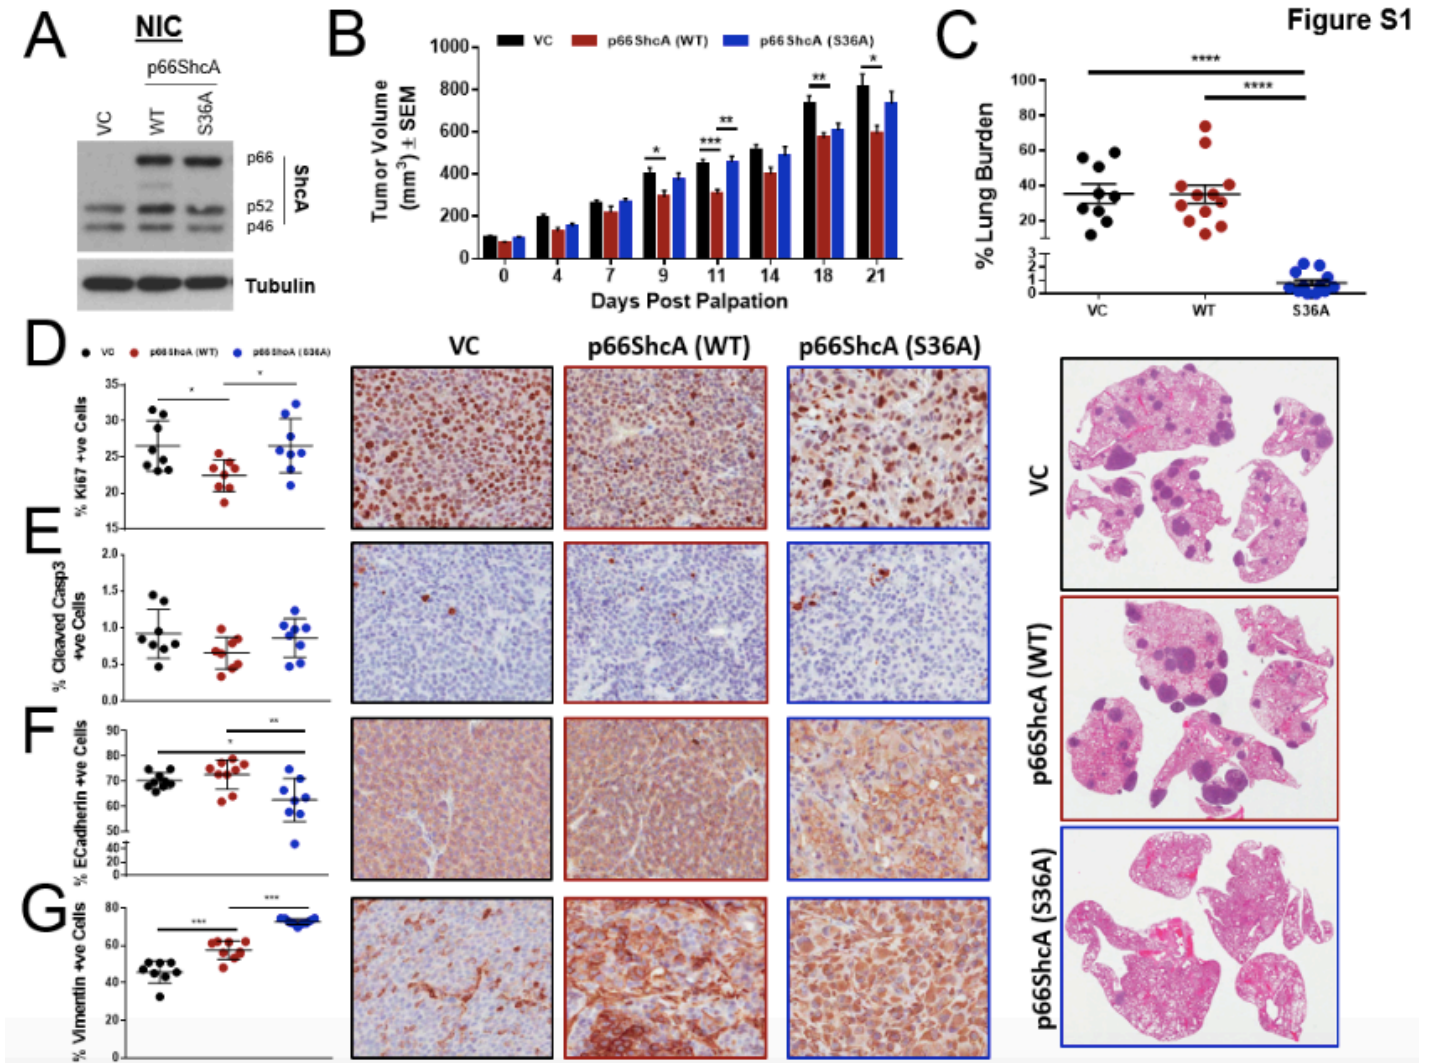 Figure S1
A
NIC
p66ShcA
VC
WT
S36A
p66
p52
p46
ShcA
Tubulin
B
VC
p66ShcA (WT)
p66ShcA (S36A)
Tumor Volume
(mm3) ± SEM
1000
800
600
400
200
0
*
***
**
**
*
0 4 7 9 11 14 18 21
Days Post Palpation
C
****
****
% Lung Burden
100
80
60
40
20
3
2
1
0
VC WT S36A
D
VC
p66ShcA (WT)
p66ShcA (S36A)
% Ki67 +ve Cells
35
30
25
20
15
*
*
VC
p66ShcA (WT)
p66ShcA (S36A)
E
% Cleaved Casp3
+ve Cells
2.0
1.5
1.0
0.5
0.0
F
% ECadherin +ve Cells
90
80
70
60
50
40
20
0
**
*
G
% Vimentin +ve Cells
80
60
40
20
0
***
***
VC
p66ShcA (WT)
p66ShcA (S36A)